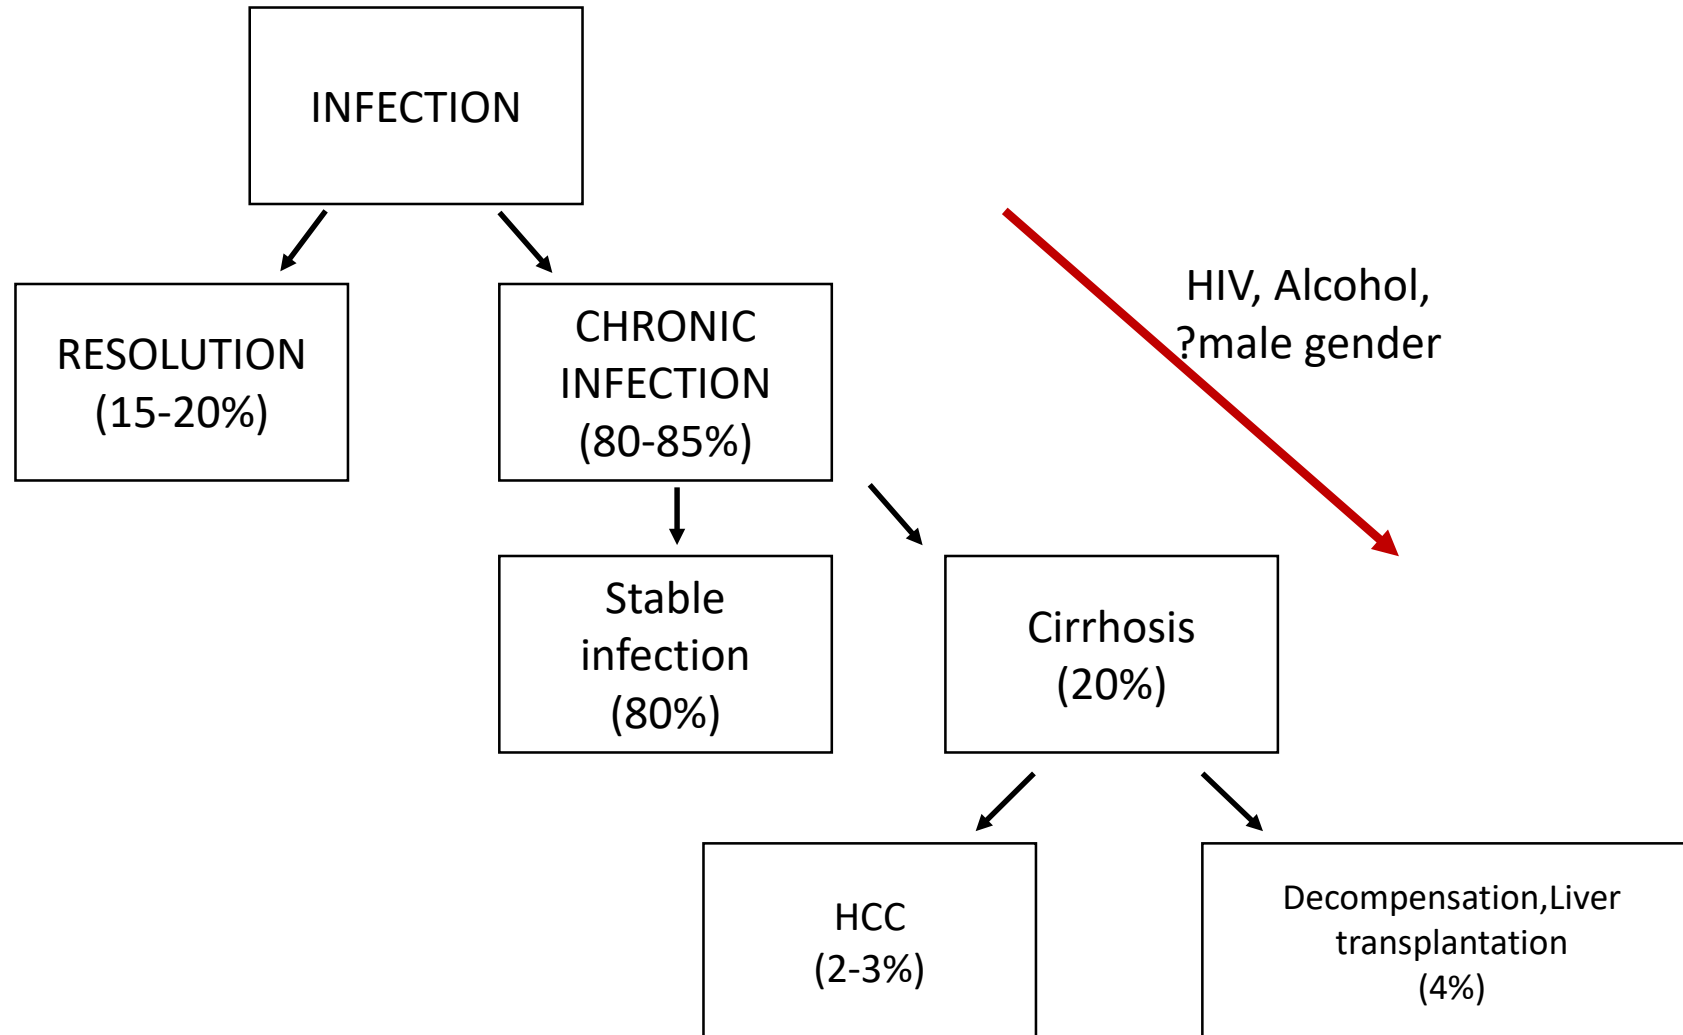 INFECTION
HIV, Alcohol,
?male gender
RESOLUTION
(15-20%)
CHRONIC
INFECTION
(80-85%)
Stable
infection
(80%)
Cirrhosis
(20%)
HCC
(2-3%)
Decompensation,Liver
transplantation
(4%)